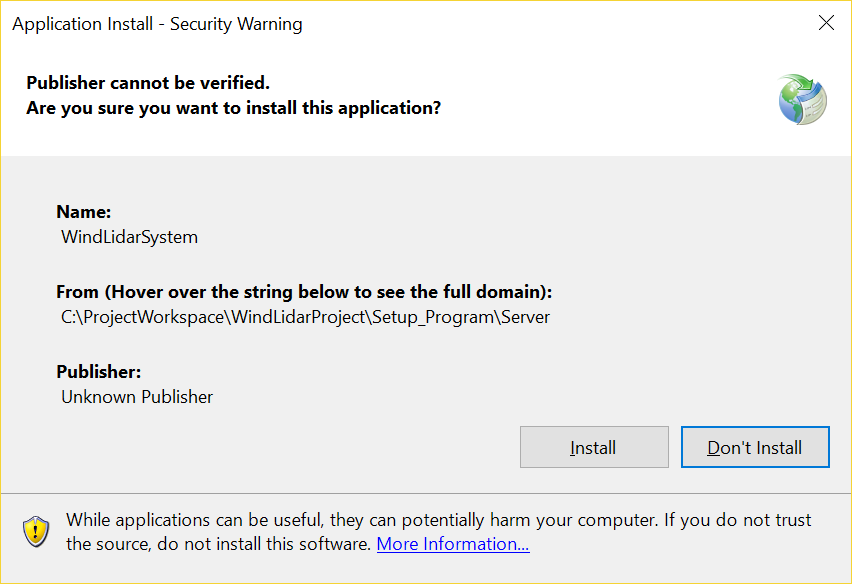 Application Install - Security Warning
Publisher cannot be verified.
Are you sure you want to install this application?
Name:
WindLidarSystem
From (Hover over the string below to see the full domain):
C:\ProjectWorkspace\WindLidarProject\Setup_Program\Server
Publisher:
Unknown Publisher
Install
Don't Install
While applications can be useful, they can potentially harm your computer. If you do not trust
the source, do not install this software. More Information...